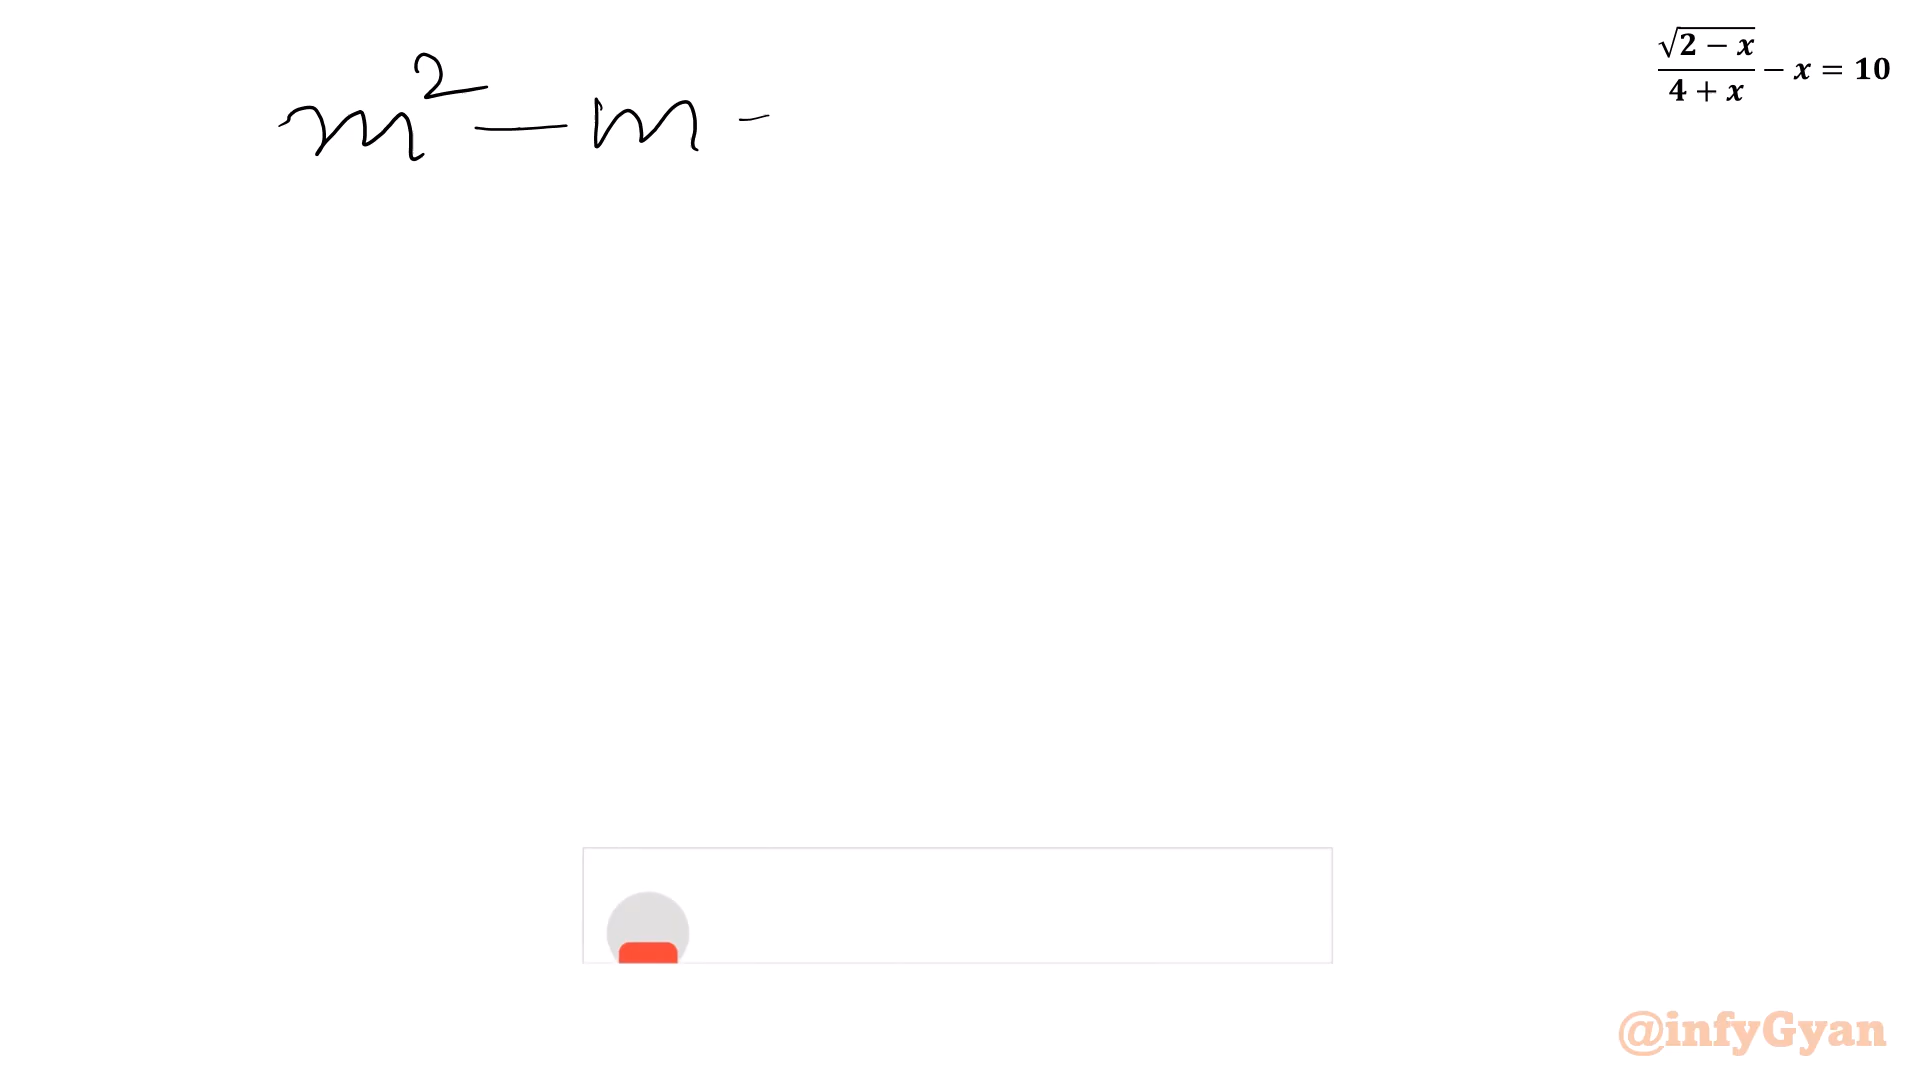 m² - m -
√(2 - x) / (4 + x) - x = 10
@infyGyan